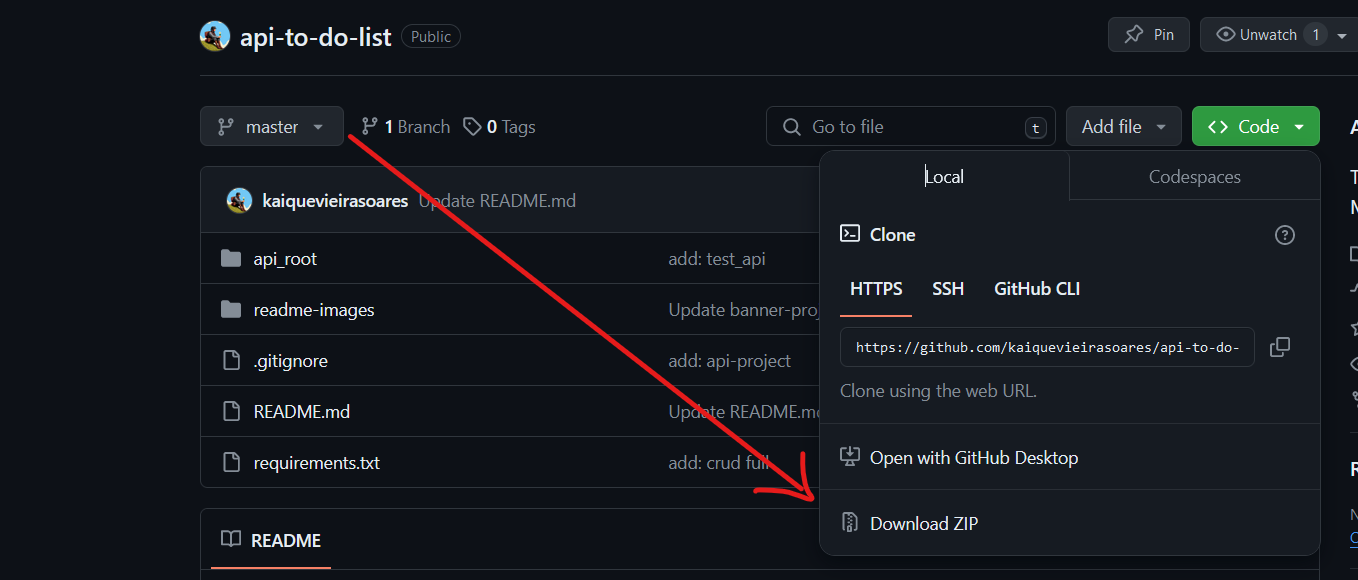 api-to-do-list Public
Pin
Unwatch 1
master
1 Branch
0 Tags
Go to file t
Add file
Code
Local
Codespaces
kaiquevieirasoares Update README.md
Clone
api_root add: test_api
HTTPS SSH GitHub CLI
readme-images Update banner-proj
https://github.com/kaiquevieirasoares/api-to-do-
.gitignore add: api-project
Clone using the web URL.
README.md Update README.md
requirements.txt add: crud full
Open with GitHub Desktop
Download ZIP
README